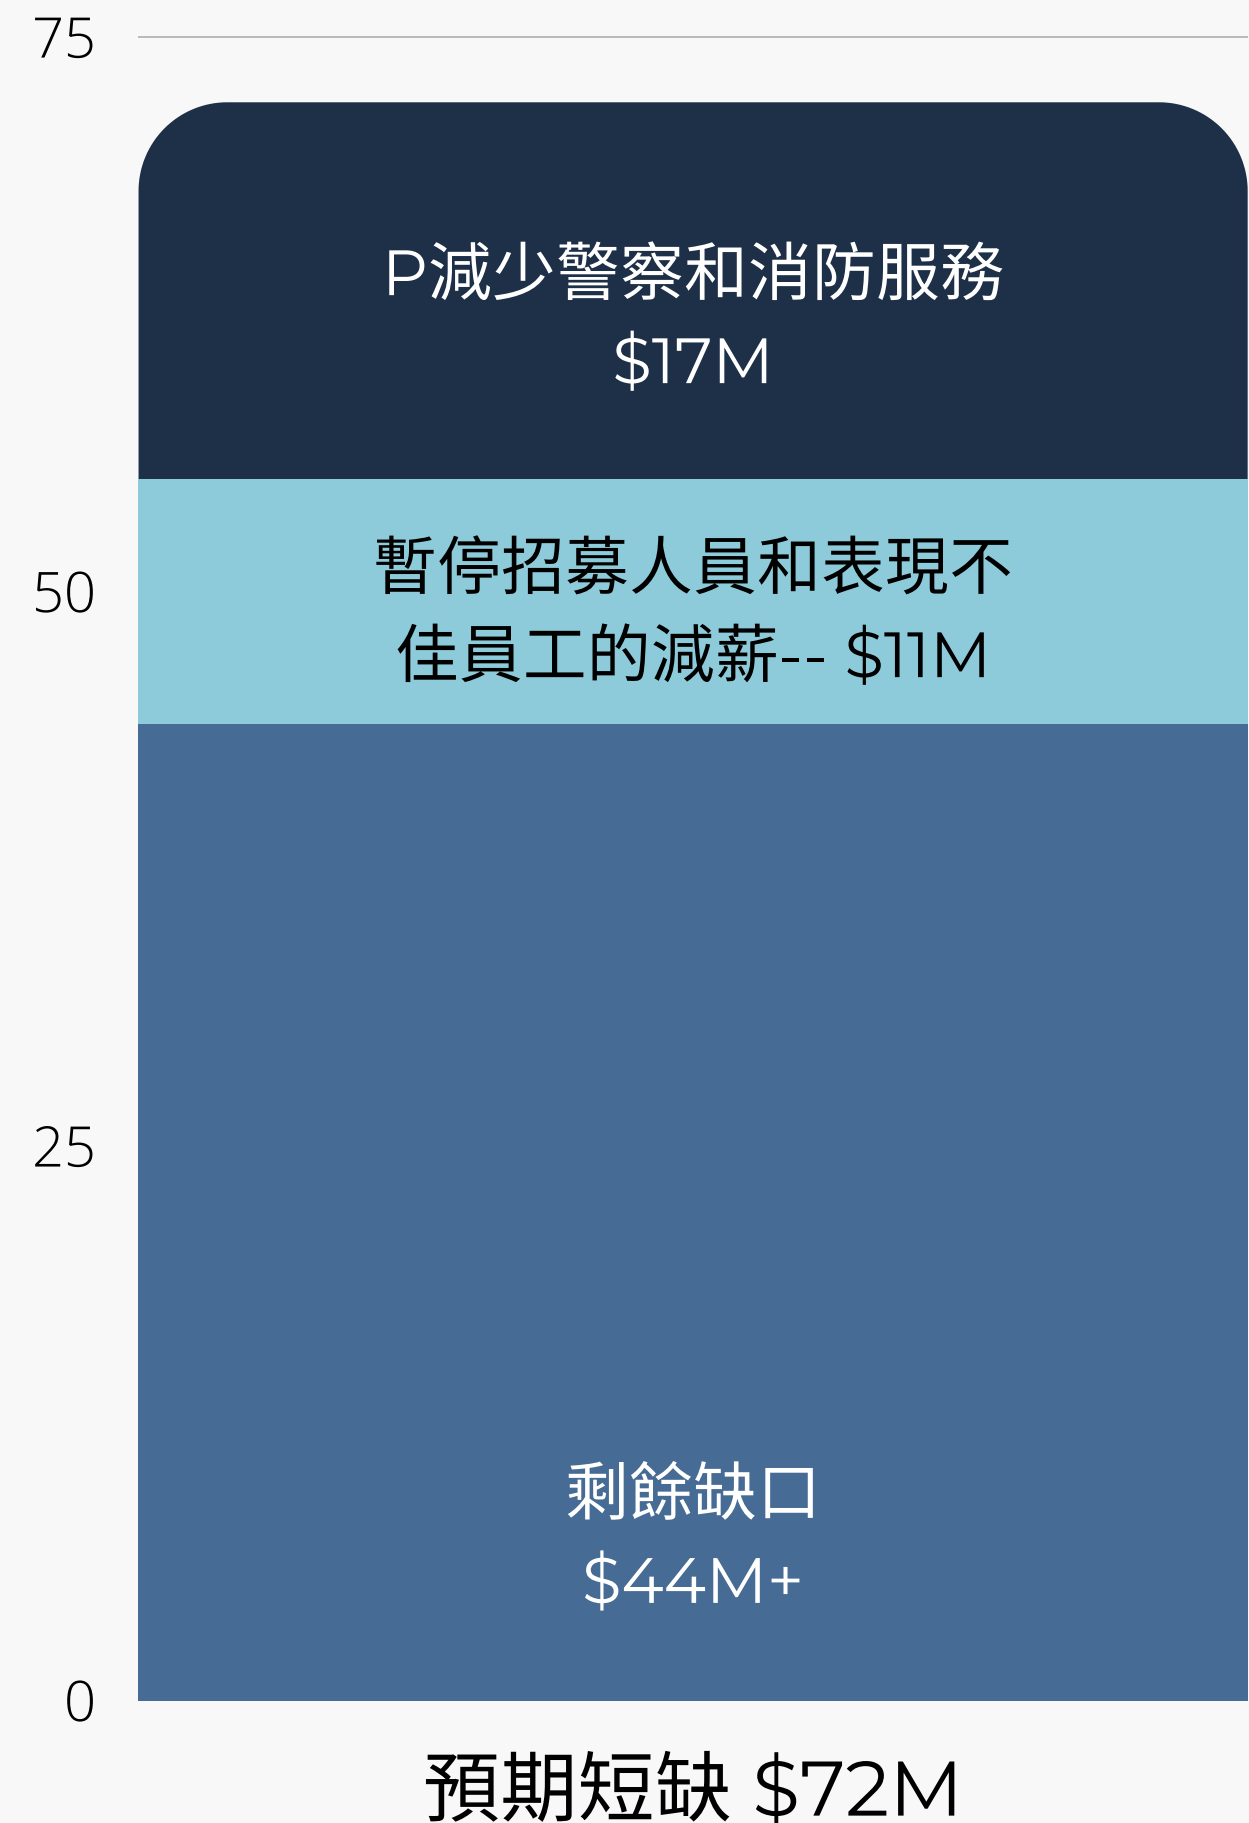 75
P減少警察和消防服務
$17M
暫停招募人員和表現不
50
佳員工的減薪-- $11M
25
剩餘缺口
$44M+
0
預期短缺 $72M